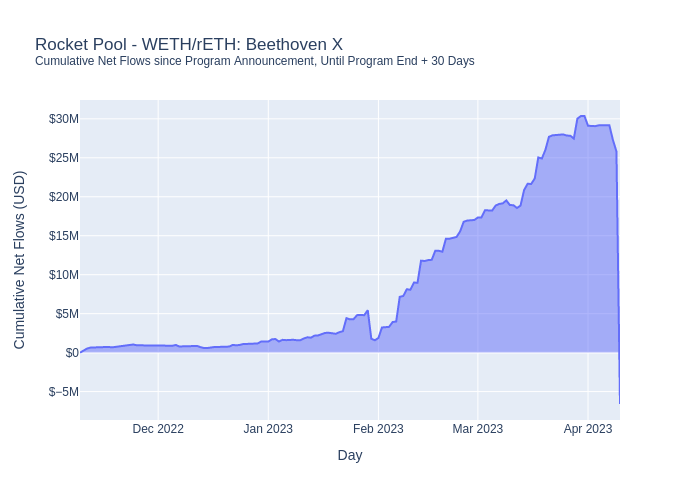 Rocket Pool - WETH/rETH: Beethoven X
Cumulative Net Flows since Program Announcement, Until Program End + 30 Days
$30M
$25M
$20M
$15M
$10M
$5M
$0
$−5M
Cumulative Net Flows (USD)
Dec 2022
Jan 2023
Feb 2023
Mar 2023
Apr 2023
Day